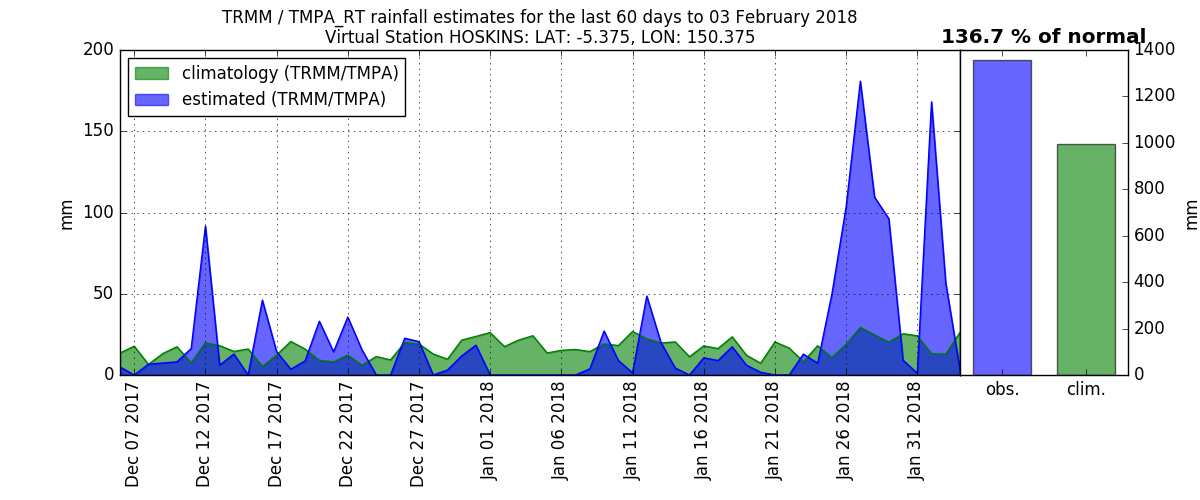 TRMM / TMPA_RT rainfall estimates for the last 60 days to 03 February 2018
Virtual Station HOSKINS: LAT: -5.375, LON: 150.375
136.7 % of normal
climatology (TRMM/TMPA)
estimated (TRMM/TMPA)
mm
200
150
100
50
0
Dec 07 2017
Dec 12 2017
Dec 17 2017
Dec 22 2017
Dec 27 2017
Jan 01 2018
Jan 06 2018
Jan 11 2018
Jan 16 2018
Jan 21 2018
Jan 26 2018
Jan 31 2018
obs.
clim.
1400
1200
1000
800
600
400
200
0
mm